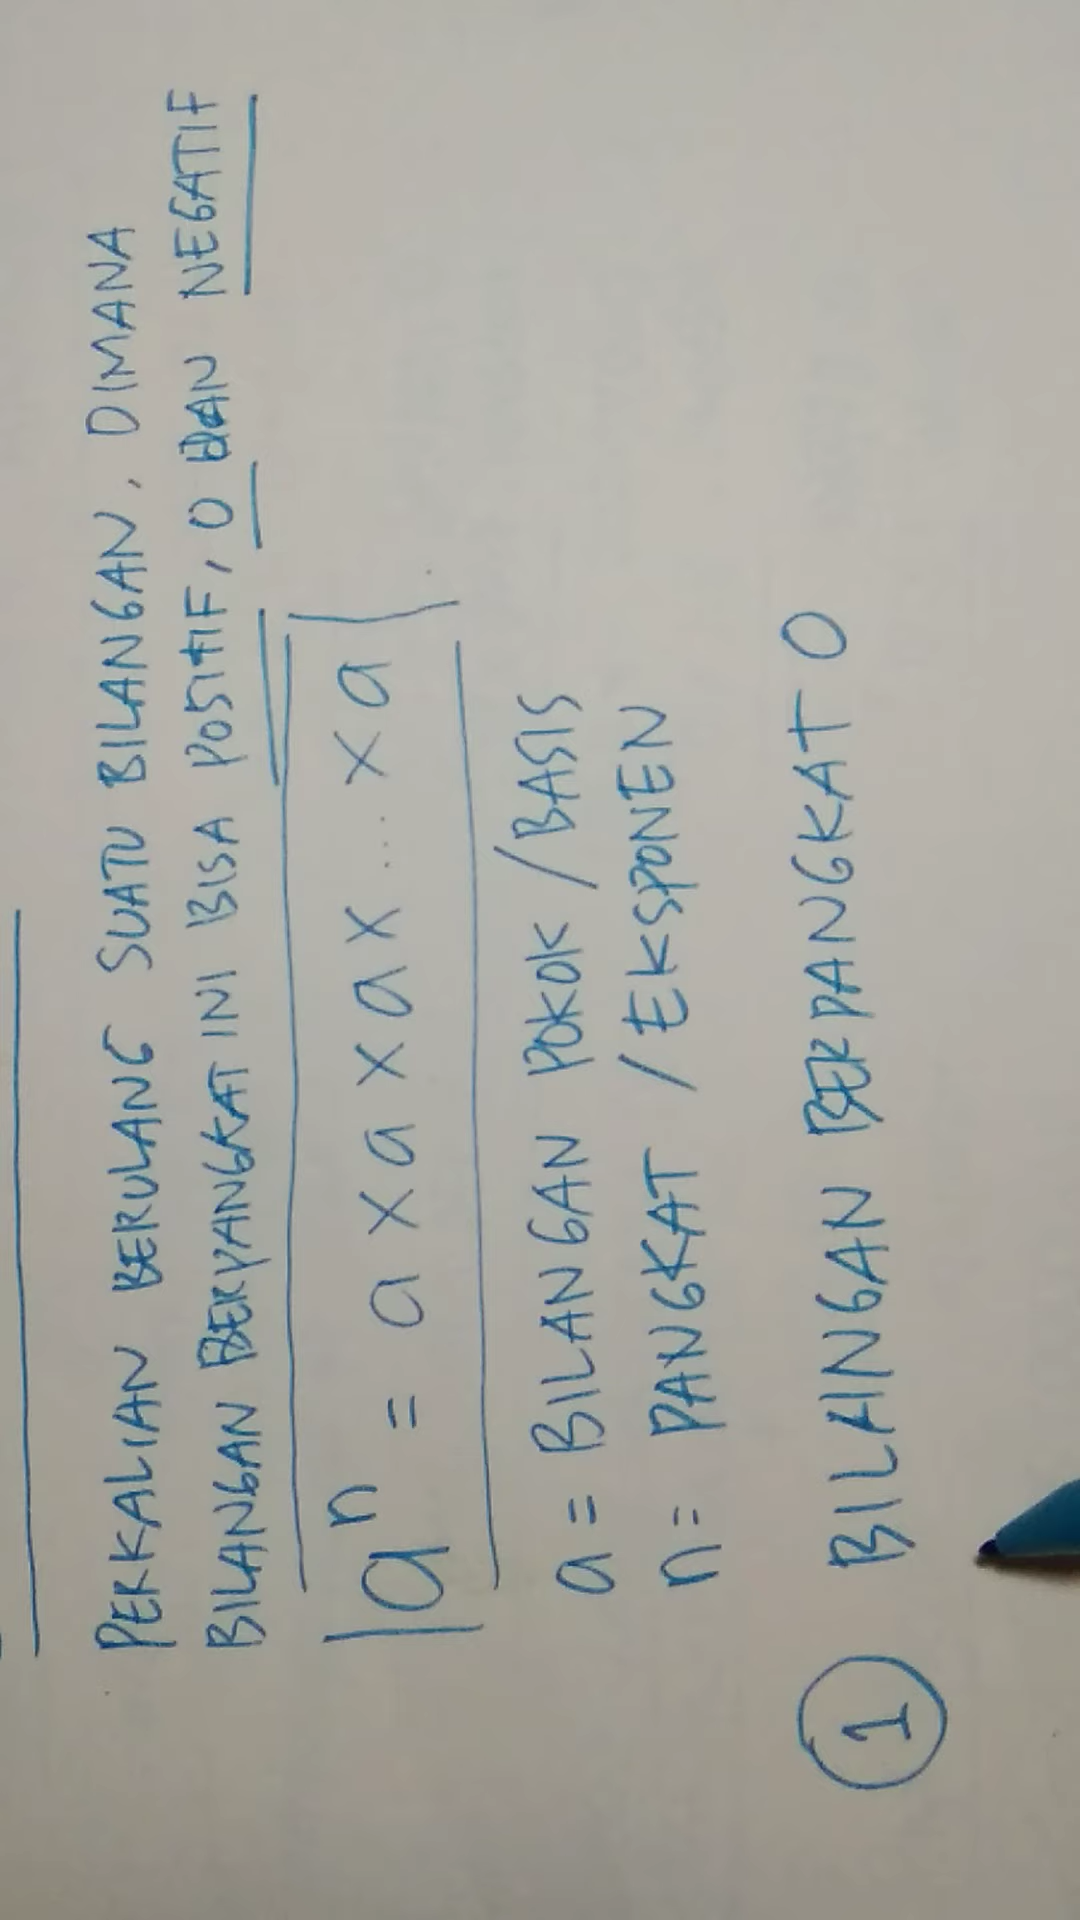 PERKALIAN BERULANG SUATU BILANGAN, DIMANA
BILANGAN BERPANGKAT INI BISA POSITIF, 0 DAN NEGATIF
aⁿ = a x a x a x ... x a
a = BILANGAN POKOK / BASIS
n = PANGKAT / EKSPONEN
1 BILANGAN BERPANGKAT 0